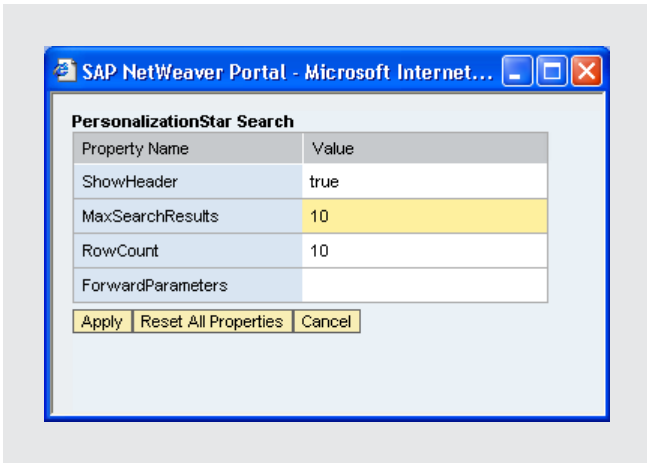 SAP NetWeaver Portal - Microsoft Internet...
PersonalizationStar Search
Property Name Value
ShowHeader true
MaxSearchResults 10
RowCount 10
ForwardParameters
Apply Reset All Properties Cancel